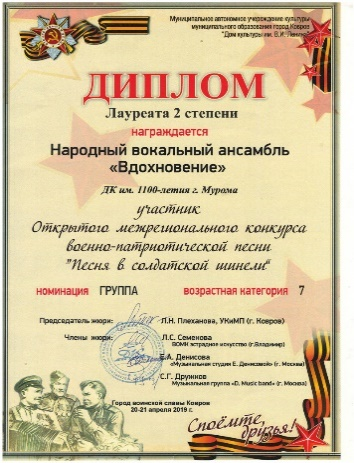 Муниципальное автономное учреждение культуры
муниципального образования город Ковров
"Дом культуры им. В.И. Ленина"
ДИПЛОМ
Лауреата 2 степени
награждается
Народный вокальный ансамбль
«Вдохновение»
ДК им. 1100-летия г. Мурома
участник
Открытого межрегионального конкурса
военно-патриотической песни
"Песня в солдатской шинели"
номинация ГРУППА возрастная категория 7
Председатель жюри: Л.Н. Плеханова, УКиМП (г. Ковров)
Члены жюри: Л.С. Семенова
ВОМК эстрадное искусство (г.Владимир)
Е.А. Денисова
«Музыкальная студия Е. Денисовой» (г. Москва)
С.Г. Дружков
Музыкальная группа «D. Music band» (г. Москва)
Город воинской славы Ковров
20-21 апреля 2019 г.
Споёмте,
друзья!